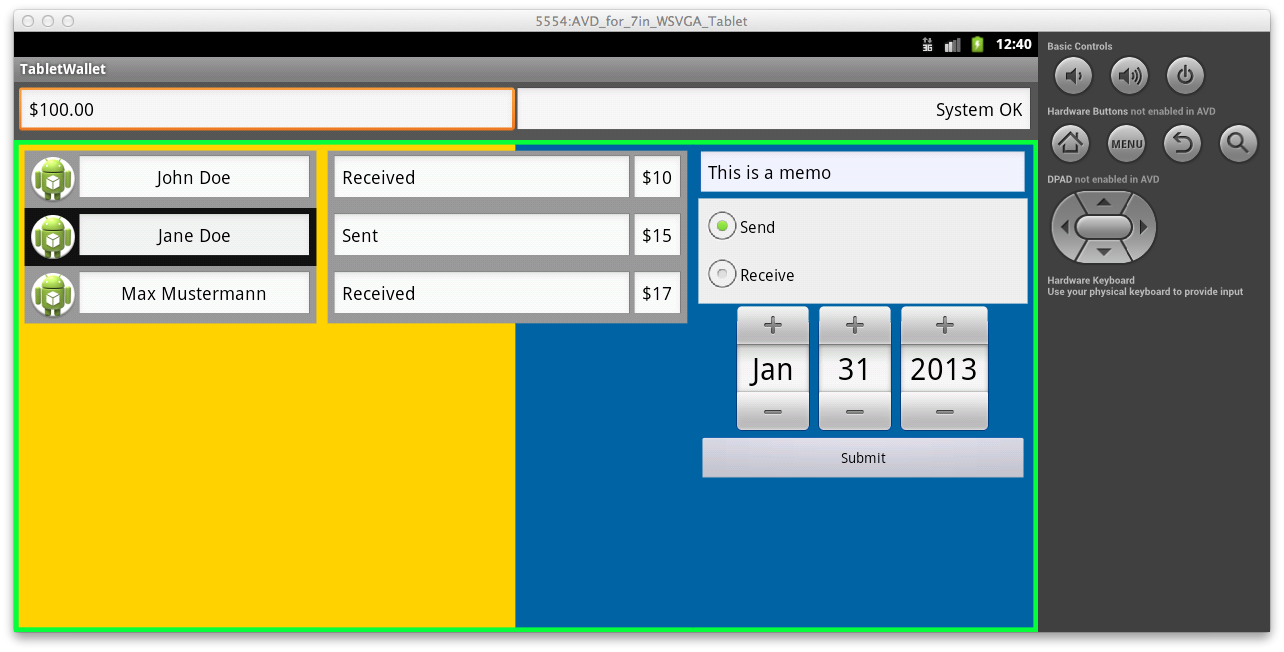 5554:AVD_for_7in_WSVGA_Tablet
3G 12:40
TabletWallet
$100.00
System OK
John Doe
Received
$10
Jane Doe
Sent
$15
Max Mustermann
Received
$17
This is a memo
Send
Receive
+ + +
Jan 31 2013
− − −
Submit
Basic Controls
Hardware Buttons not enabled in AVD
MENU
DPAD not enabled in AVD
Hardware Keyboard
Use your physical keyboard to provide input